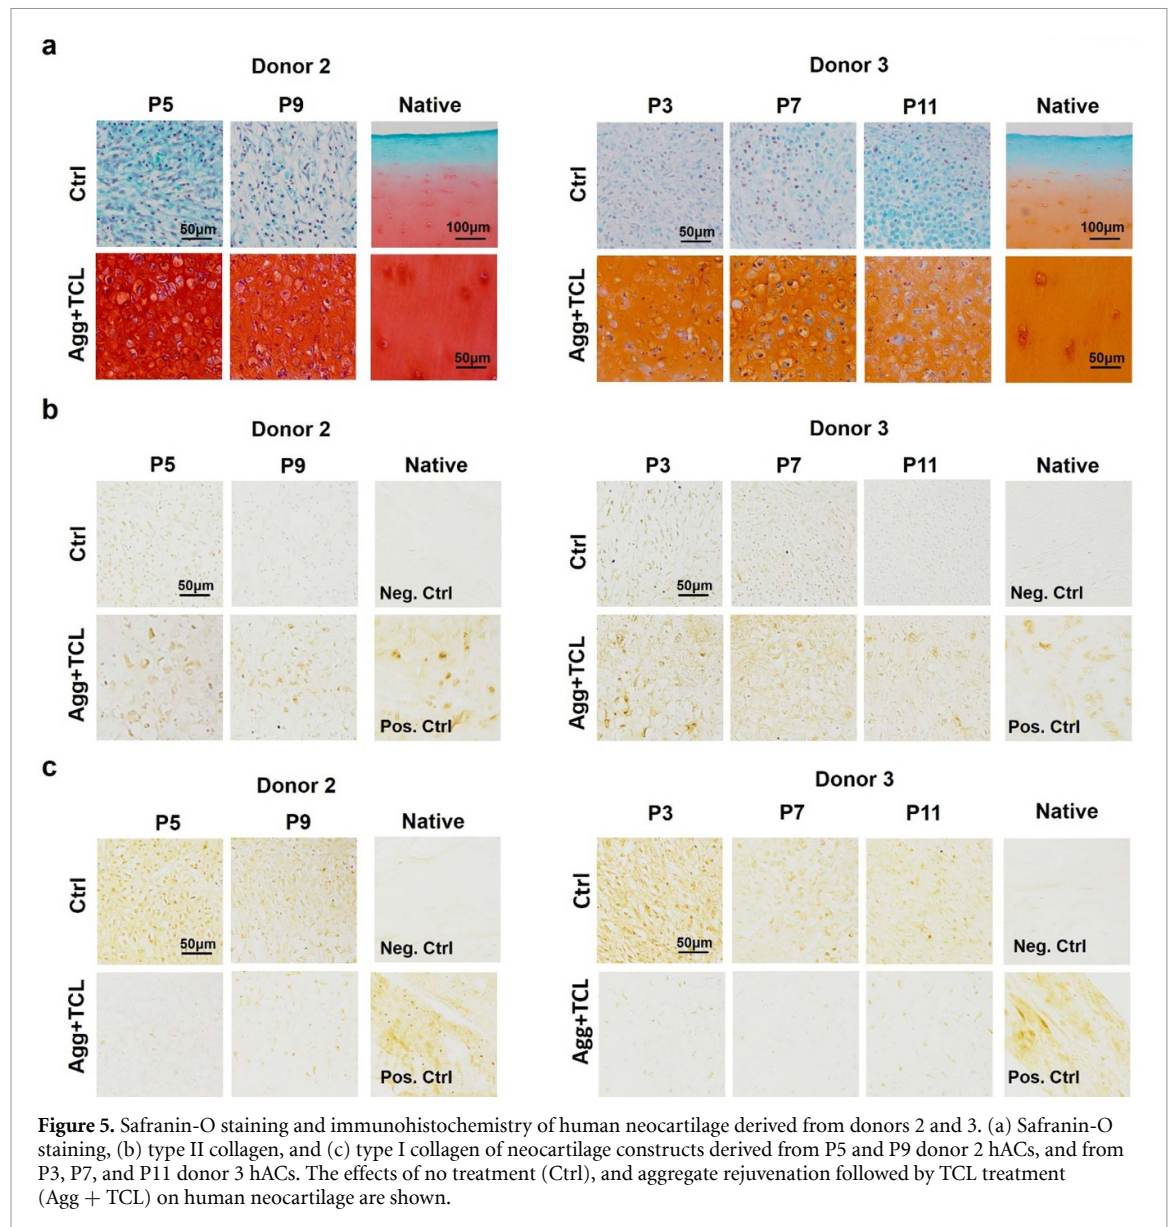 a
Donor 2
Donor 3
P5 P9 Native
P3 P7 P11 Native
Ctrl
50μm
100μm
Ctrl
50μm
100μm
Agg+TCL
50μm
Agg+TCL
50μm
b
Donor 2
Donor 3
P5 P9 Native
P3 P7 P11 Native
Ctrl
50μm
Neg. Ctrl
Ctrl
50μm
Neg. Ctrl
Agg+TCL
Pos. Ctrl
Agg+TCL
Pos. Ctrl
c
Donor 2
Donor 3
P5 P9 Native
P3 P7 P11 Native
Ctrl
50μm
Neg. Ctrl
Ctrl
50μm
Neg. Ctrl
Agg+TCL
Pos. Ctrl
Agg+TCL
Pos. Ctrl
Figure 5. Safranin-O staining and immunohistochemistry of human neocartilage derived from donors 2 and 3. (a) Safranin-O
staining, (b) type II collagen, and (c) type I collagen of neocartilage constructs derived from P5 and P9 donor 2 hACs, and from
P3, P7, and P11 donor 3 hACs. The effects of no treatment (Ctrl), and aggregate rejuvenation followed by TCL treatment
(Agg + TCL) on human neocartilage are shown.